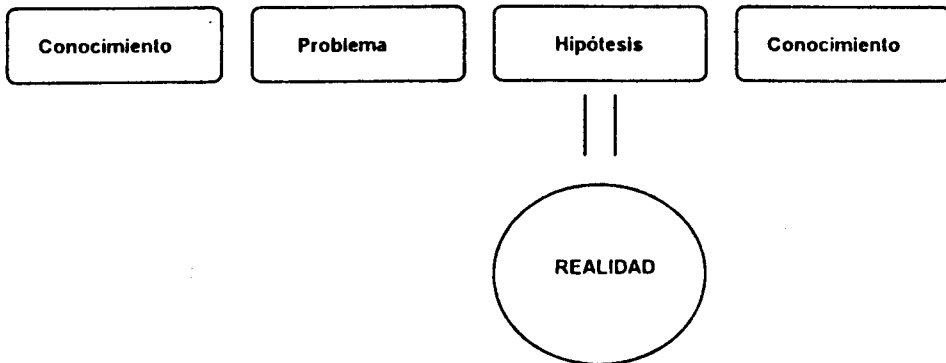 Conocimiento
Problema
Hipótesis
Conocimiento
REALIDAD